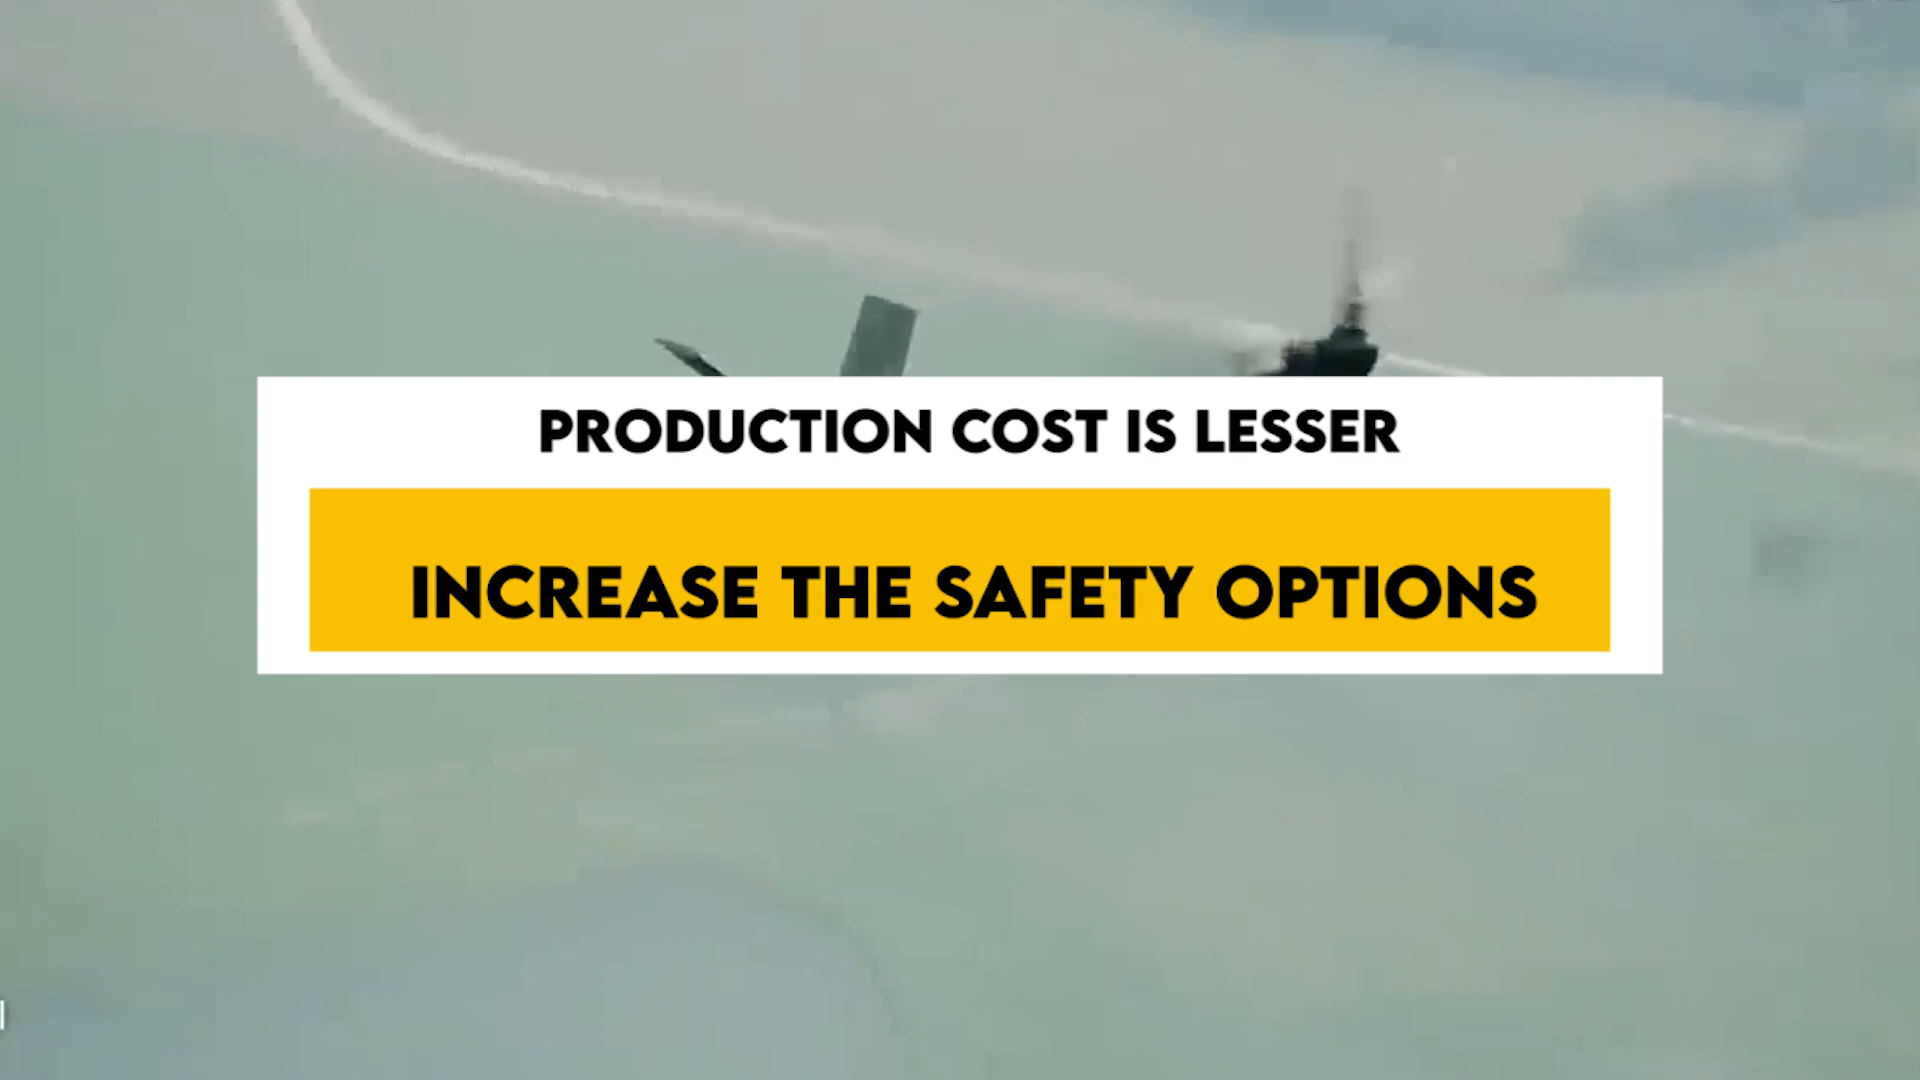 PRODUCTION COST IS LESSER
INCREASE THE SAFETY OPTIONS